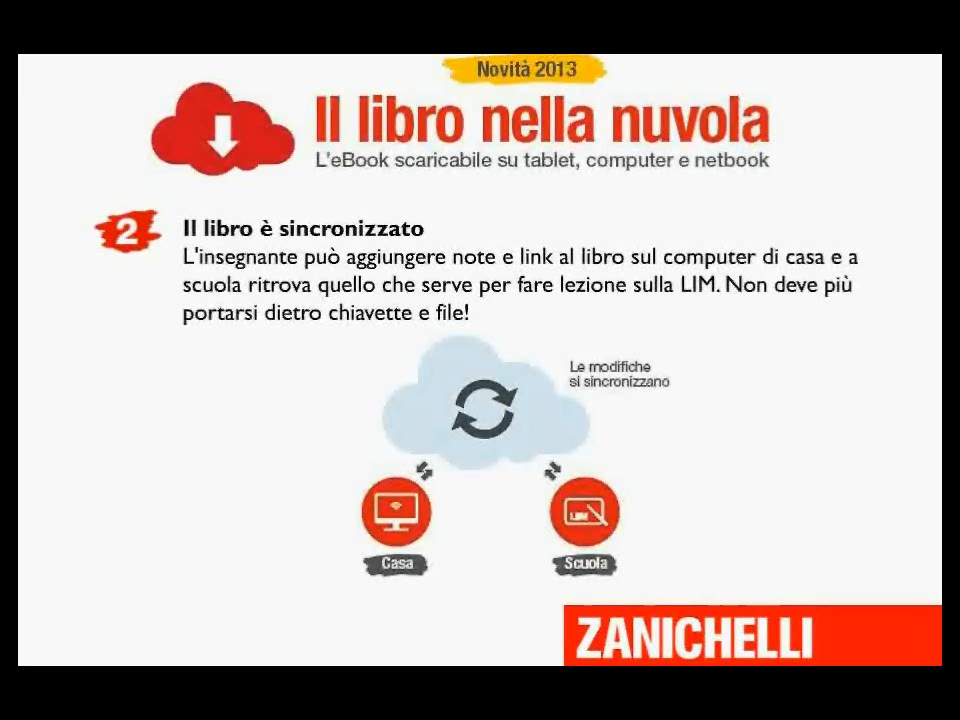 Novità 2013
Il libro nella nuvola
L'eBook scaricabile su tablet, computer e netbook
2
Il libro è sincronizzato
L'insegnante può aggiungere note e link al libro sul computer di casa e a
scuola ritrova quello che serve per fare lezione sulla LIM. Non deve più
portarsi dietro chiavette e file!
Le modifiche
si sincronizzano
LIM
Casa
Scuola
ZANICHELLI